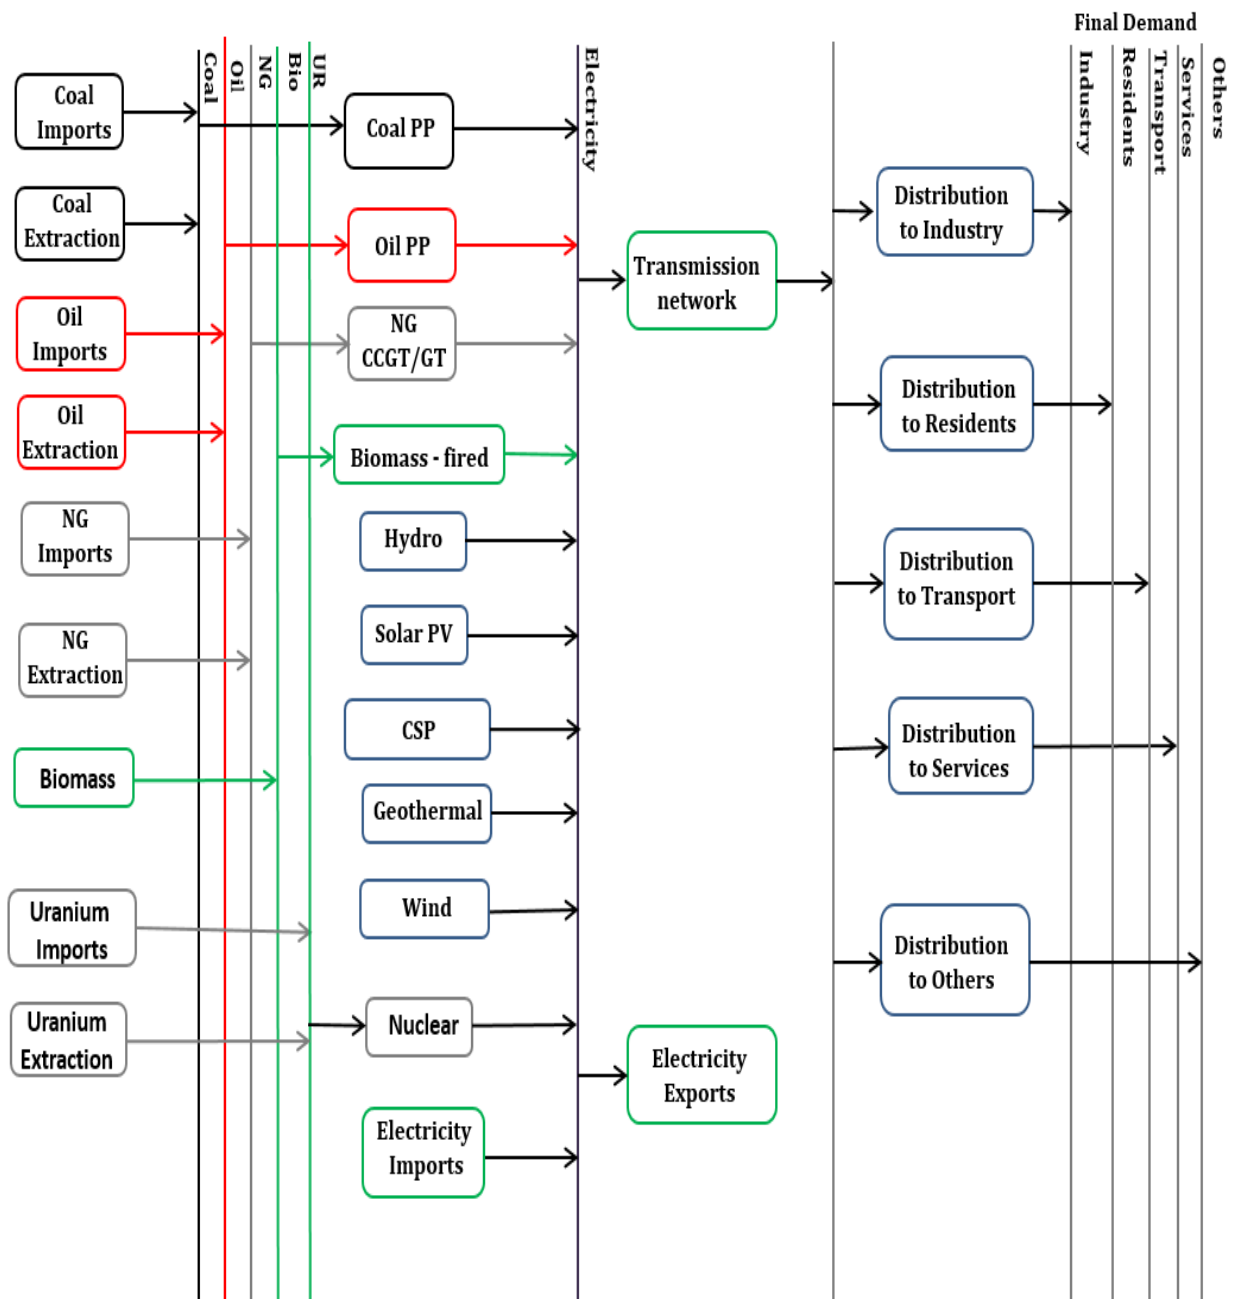 Final Demand
Coal
Oil
NG
Bio
UR
Electricity
Industry
Residents
Transport
Services
Others
Coal
Imports
Coal
Extraction
Oil
Imports
Oil
Extraction
NG
Imports
NG
Extraction
Biomass
Uranium
Imports
Uranium
Extraction
Coal PP
Oil PP
NG
CCGT/GT
Biomass - fired
Hydro
Solar PV
CSP
Geothermal
Wind
Nuclear
Electricity
Imports
Transmission
network
Electricity
Exports
Distribution
to Industry
Distribution
to Residents
Distribution
to Transport
Distribution
to Services
Distribution
to Others